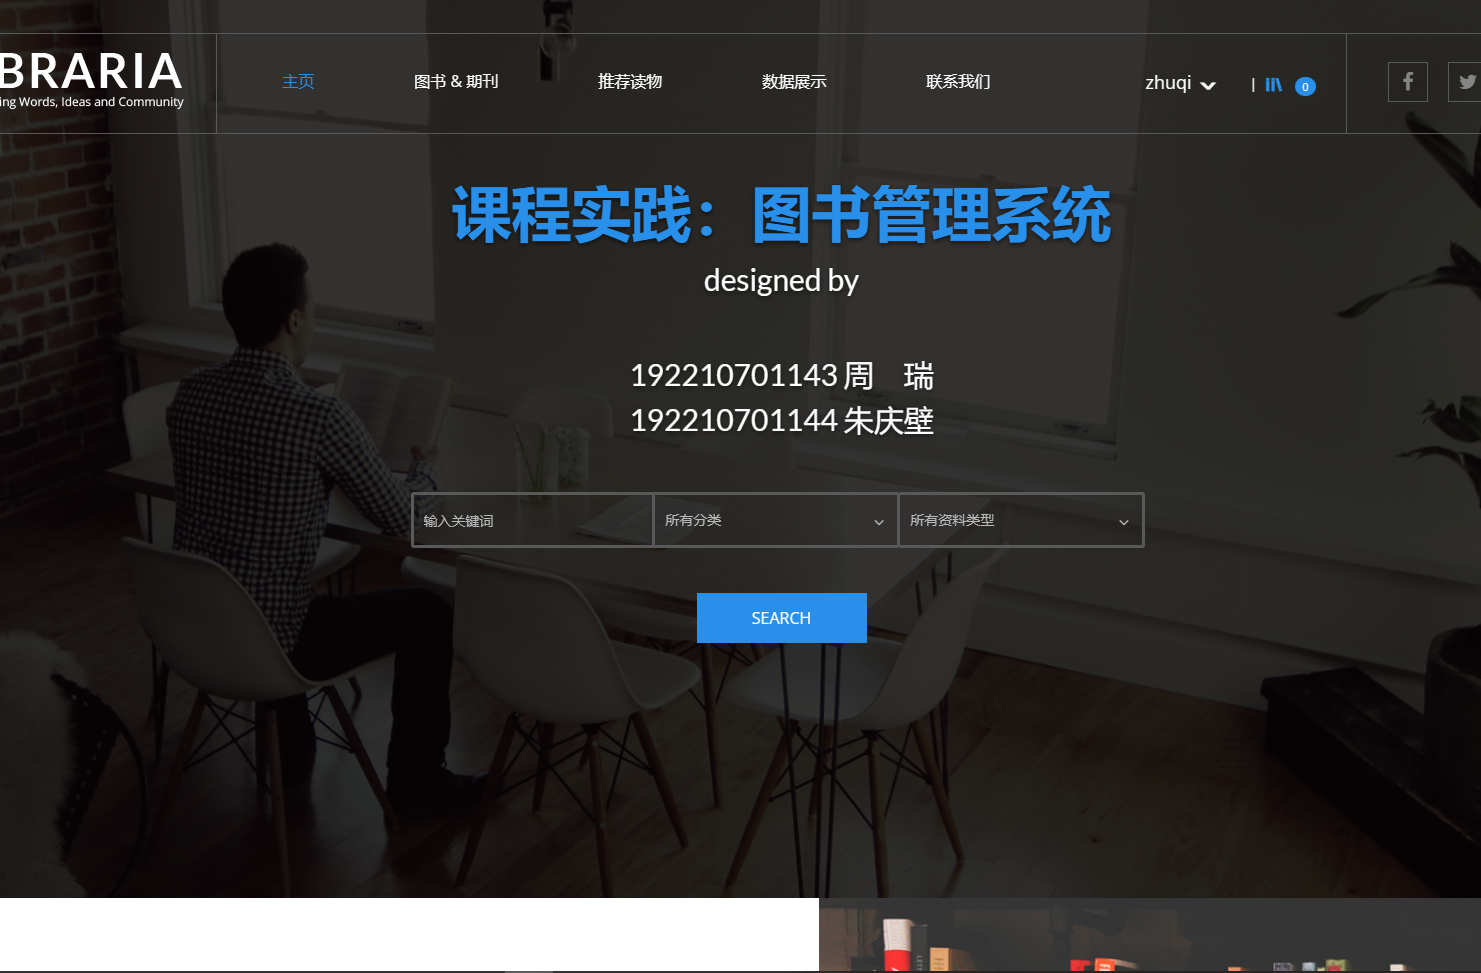 BRARIA
ing Words, Ideas and Community
主页
图书 & 期刊
推荐读物
数据展示
联系我们
zhuqi
|
0
课程实践：图书管理系统
designed by
192210701143 周 瑞
192210701144 朱庆壁
输入关键词
所有分类
所有资料类型
SEARCH